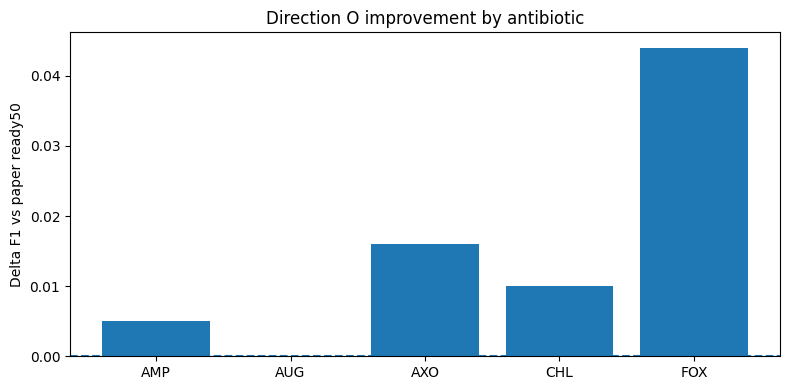 Direction O improvement by antibiotic
Delta F1 vs paper ready50
0.04
0.03
0.02
0.01
0.00
AMP AUG AXO CHL FOX